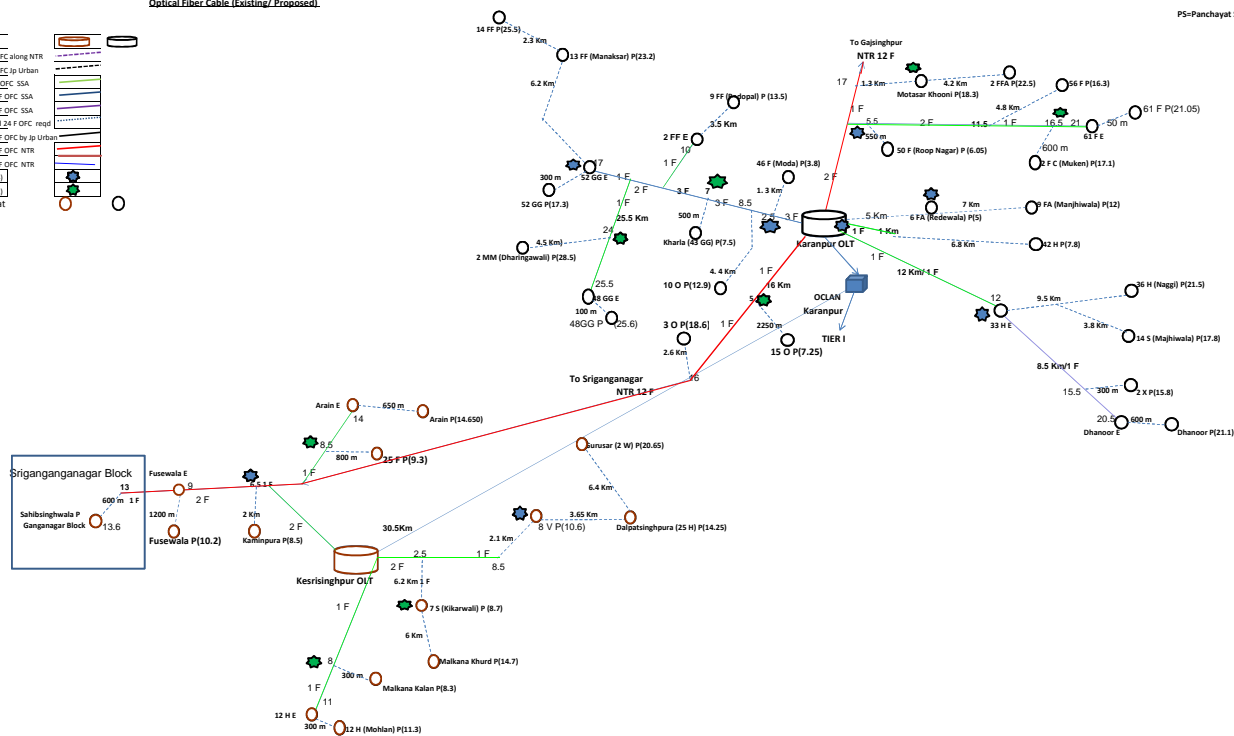 Optical Fiber Cable (Existing/ Proposed)
PS=Panchayat
FC along NTR
FC Jp Urban
OFC SSA
F OFC SSA
F OFC SSA
24 F OFC reqd
F OFC by Jp Urban
F OFC NTR
F OFC NTR
14 FF P(25.5)
2.3 Km
13 FF (Manaksar) P(23.2)
6.2 Km
9 FF (Redopal) P (13.5)
3.5 Km
2 FF E
10
1 F
17
52 GG E
300 m
52 GG P(17.3)
1 F
2 F
3 F
7
3 F
8.5
2.5
3 F
1 F
25.5 Km
24
4.5 Km
2 MM (Dharingawali) P(28.5)
25.5
48 GG E
100 m
48GG P (25.6)
500 m
Kharla (43 GG) P(7.5)
46 F (Moda) P(3.8)
1. 3 Km
4. 4 Km
10 O P(12.9)
To Gajsinghpur
NTR 12 F
17
1.3 Km
4.2 Km
2 FFA P(22.5)
Motasar Khooni P(18.3)
56 F P(16.3)
4.8 Km
1 F
5.5
2 F
11.5
1 F
16.5
21
61 F P(21.05)
50 m
61 F E
550 m
50 F (Roop Nagar) P (6.05)
600 m
2 F C (Muken) P(17.1)
2 F
Karanpur OLT
5 Km
7 Km
9 FA (Manjhiwala) P(12)
6 FA (Redewala) P(5)
1 F
1 Km
6.8 Km
42 H P(7.8)
1 F
12 Km/ 1 F
12
33 H E
9.5 Km
36 H (Naggi) P(21.5)
3.8 Km
14 S (Majhiwala) P(17.8)
8.5 Km/1 F
15.5
300 m
2 X P(15.8)
20.5
600 m
Dhanoor E
Dhanoor P(21.1)
OCLAN
Karanpur
TIER I
1 F
16 Km
5
2250 m
15 O P(7.25)
1 F
3 O P(18.6)
2.6 Km
16
To Sriganganagar
NTR 12 F
Arain E
650 m
Arain P(14.650)
14
8.5
800 m
25 F P(9.3)
1 F
Sriganganganagar Block
13
600 m
1 F
Sahibsinghwala P
Ganganagar Block
13.6
Fusewala E
9
2 F
1200 m
Fusewala P(10.2)
6.5 1 F
2 Km
Kaminpura P(8.5)
2 F
30.5Km
Kesrisinghpur OLT
2 F
2.5
1 F
8.5
2.1 Km
8 V P(10.6)
3.65 Km
Dalpatsinghpura (25 H) P(14.25)
6.4 Km
Gurusar (2 W) P(20.65)
6.2 Km 1 F
7 S (Kikarwali) P (8.7)
6 Km
Malkana Khurd P(14.7)
1 F
8
300 m
Malkana Kalan P(8.3)
1 F
11
12 H E
300 m
12 H (Mohlan) P(11.3)